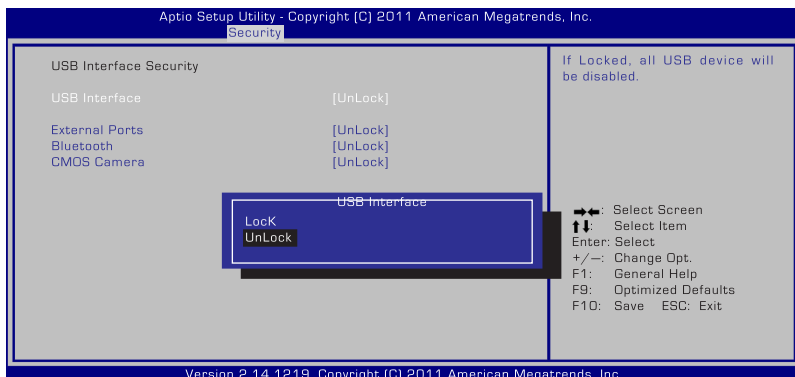 Aptio Setup Utility - Copyright (C) 2011 American Megatrends, Inc.
Security
USB Interface Security
USB Interface [UnLock]
External Ports [UnLock]
Bluetooth [UnLock]
CMOS Camera [UnLock]
If Locked, all USB device will
be disabled.
USB Interface
LocK
UnLock
→←: Select Screen
↑↓: Select Item
Enter: Select
+/—: Change Opt.
F1: General Help
F9: Optimized Defaults
F10: Save ESC: Exit
Version 2.14.1219. Copyright (C) 2011 American Megatrends, Inc.